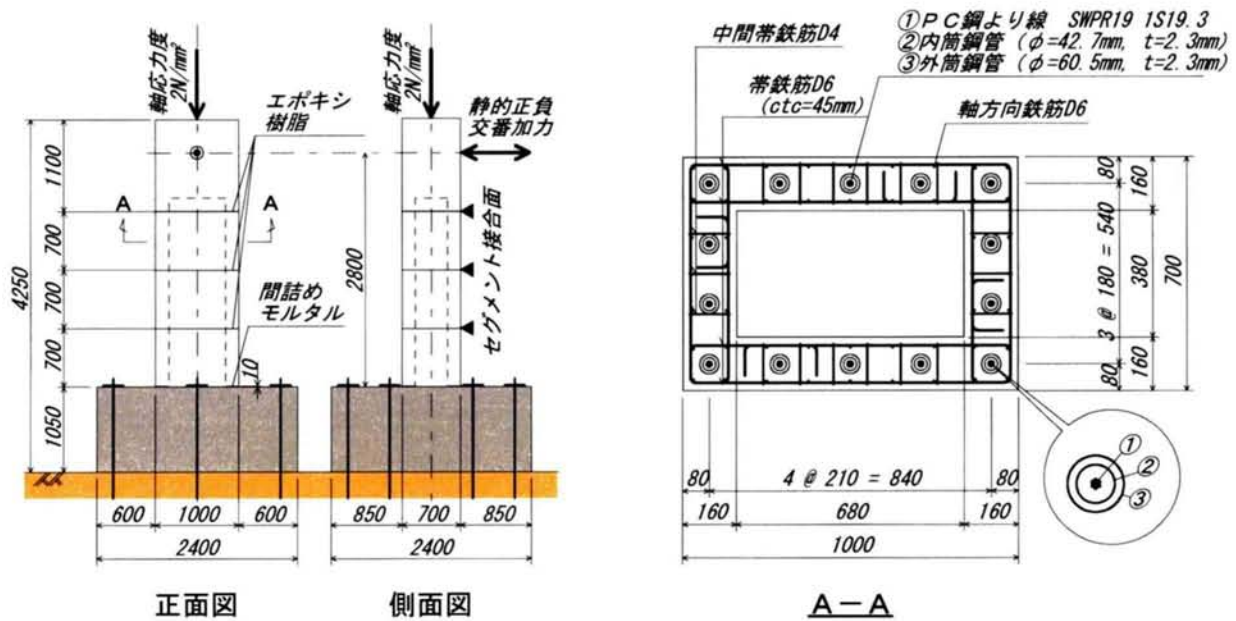 軸応力度
2N/mm²
軸応力度
2N/mm²
エポキシ
樹脂
静的正負
交番加力
A
A
セグメント接合面
間詰め
モルタル
10
2800
4250
1100
700
700
700
1050
600
1000
600
2400
850
700
850
2400
正面図
側面図
中間帯鉄筋D4
帯鉄筋D6
(ctc=45mm)
①PC鋼より線 SWPR19 1S19.3
②内筒鋼管 (φ=42.7mm, t=2.3mm)
③外筒鋼管 (φ=60.5mm, t=2.3mm)
軸方向鉄筋D6
80
160
3 @ 180 = 540
380
700
80
160
80
4 @ 210 = 840
80
160
680
160
1000
①
②
③
A－A